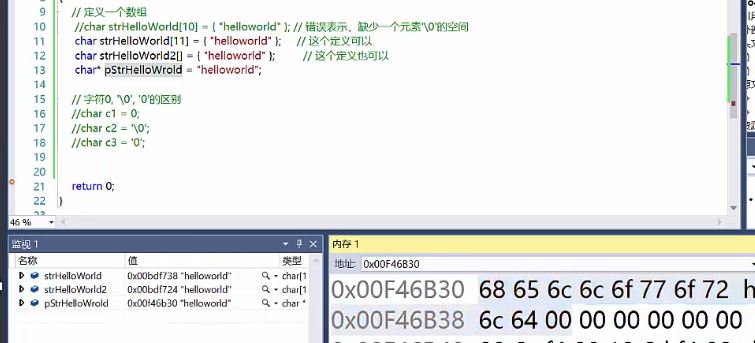 9 // 定义一个数组
10 //char strHelloWorld[10] = { "helloworld" }; // 错误表示，缺少一个元素'\0'的空间
11 char strHelloWorld[11] = { "helloworld" }; // 这个定义可以
12 char strHelloWorld2[] = { "helloworld" }; // 这个定义也可以
13 char* pStrHelloWrold = "helloworld";
14
15 // 字符0, '\0', '0'的区别
16 //char c1 = 0;
17 //char c2 = '\0';
18 //char c3 = '0';
19
20
21 return 0;
22 }
46 %
监视 1
名称 值 类型
strHelloWorld 0x00bdf738 "helloworld" char[1
strHelloWorld2 0x00bdf724 "helloworld" char[1
pStrHelloWrold 0x00f46b30 "helloworld" char *
内存 1
地址: 0x00F46B30
0x00F46B30 68 65 6c 6c 6f 77 6f 72 h
0x00F46B38 6c 64 00 00 00 00 00 00